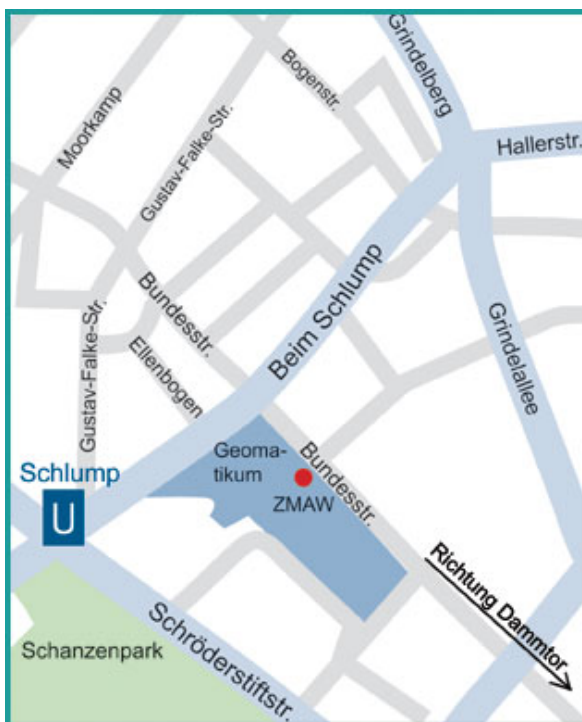 Grindelberg
Bogenstr.
Moorkamp
Hallerstr.
Gustav-Falke-Str.
Bundesstr.
Beim Schlump
Gustav-Falke-Str.
Ellenbogen
Grindelallee
Geoma-
tikum
Schlump
U
ZMAW
Bundesstr.
Richtung Dammtor
Schanzenpark
Schröderstiftstr.